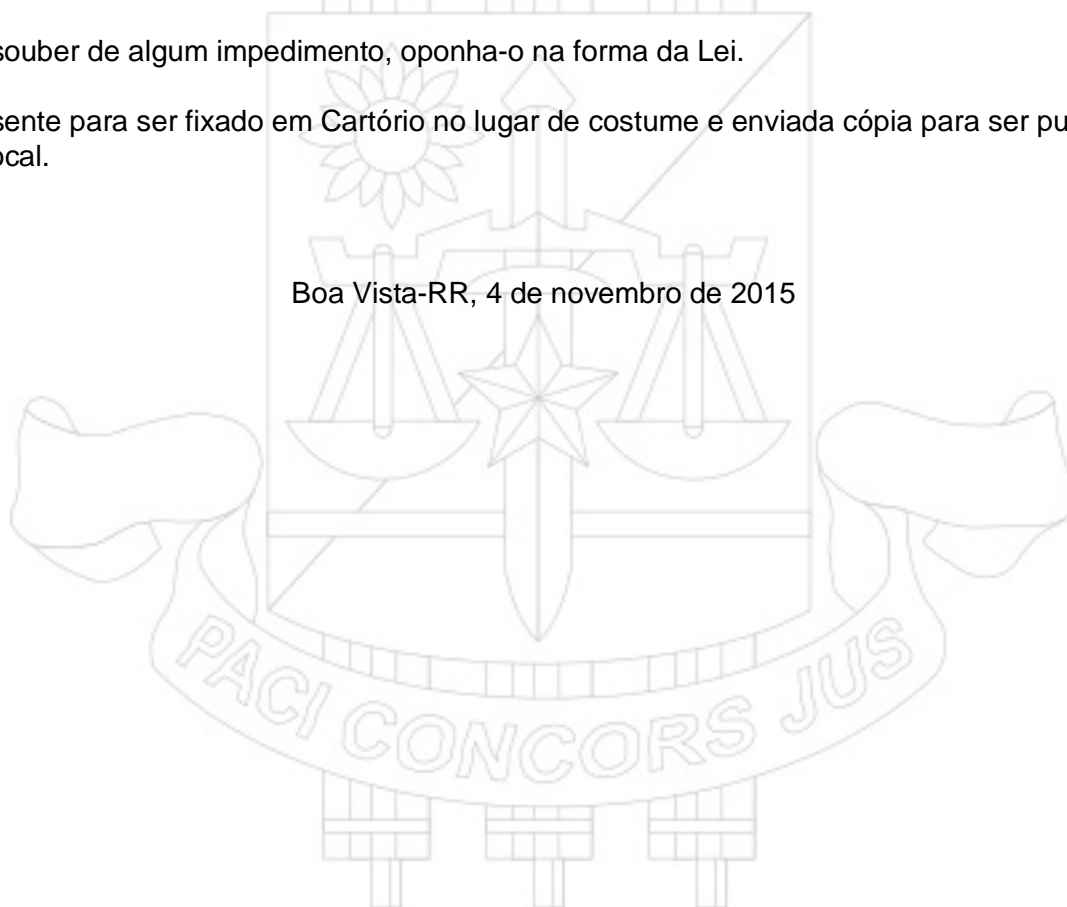 souber de algum impedimento, oponha-o na forma da Lei.
sente para ser fixado em Cartório no lugar de costume e enviada cópia para ser pu
ocal.
Boa Vista-RR, 4 de novembro de 2015
PACI CONCORS JUS